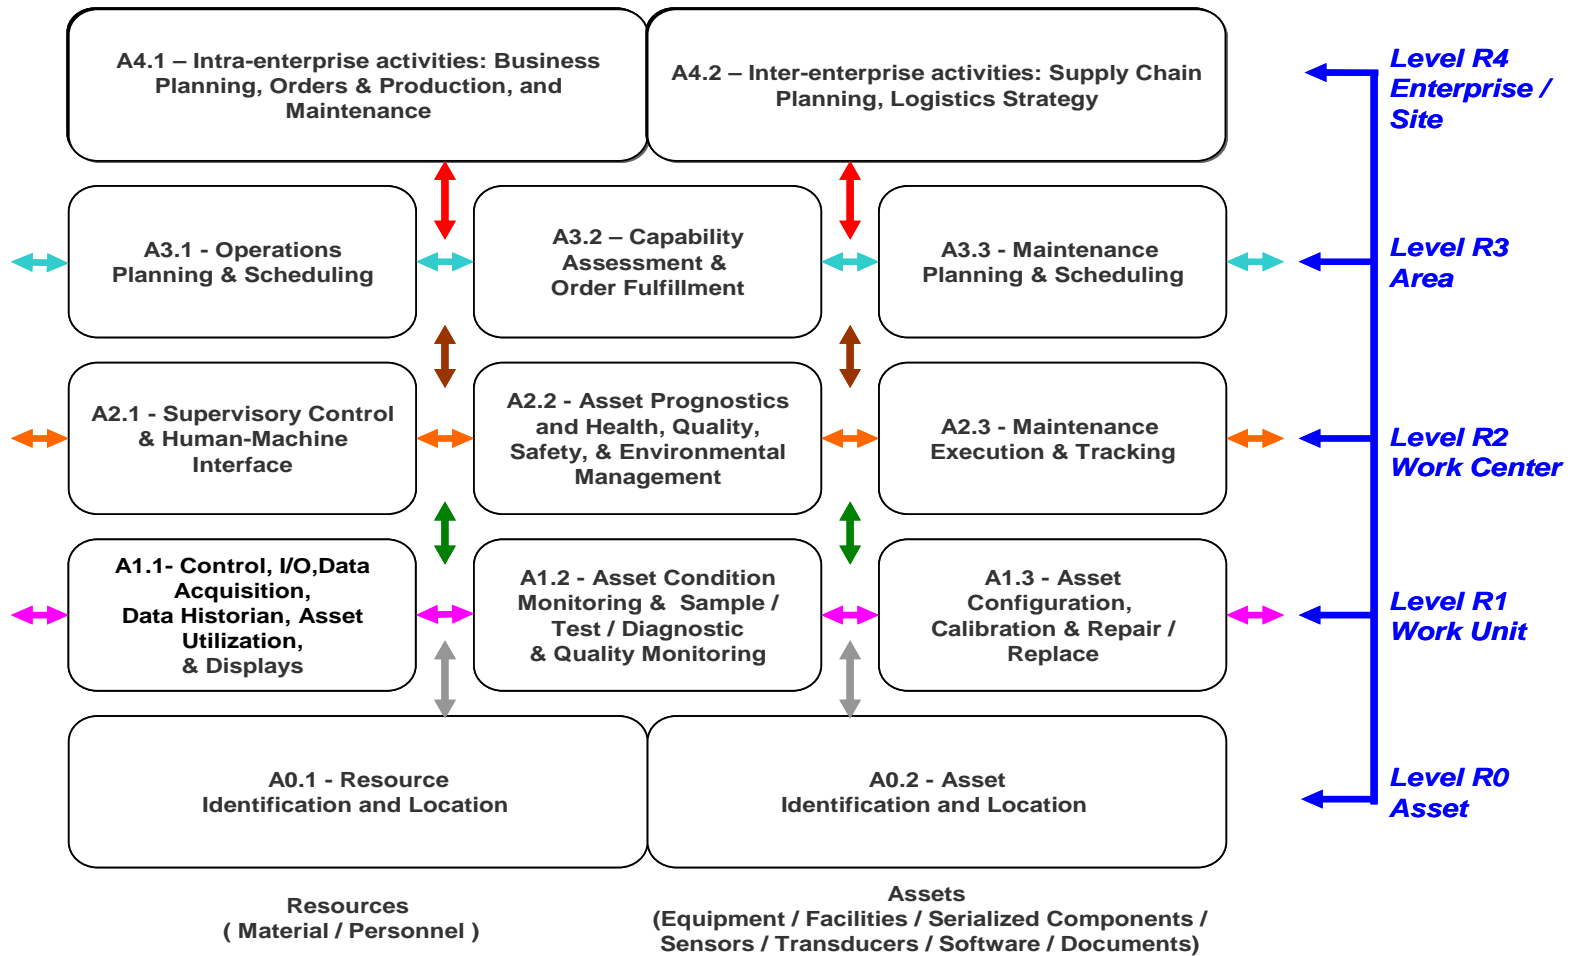 A4.1 – Intra-enterprise activities: Business
Planning, Orders & Production, and
Maintenance
A4.2 – Inter-enterprise activities: Supply Chain
Planning, Logistics Strategy
Level R4
Enterprise /
Site
A3.1 - Operations
Planning & Scheduling
A3.2 – Capability
Assessment &
Order Fulfillment
A3.3 - Maintenance
Planning & Scheduling
Level R3
Area
A2.1 - Supervisory Control
& Human-Machine
Interface
A2.2 - Asset Prognostics
and Health, Quality,
Safety, & Environmental
Management
A2.3 - Maintenance
Execution & Tracking
Level R2
Work Center
A1.1- Control, I/O,Data
Acquisition,
Data Historian, Asset
Utilization,
& Displays
A1.2 - Asset Condition
Monitoring & Sample /
Test / Diagnostic
& Quality Monitoring
A1.3 - Asset
Configuration,
Calibration & Repair /
Replace
Level R1
Work Unit
A0.1 - Resource
Identification and Location
A0.2 - Asset
Identification and Location
Level R0
Asset
Resources
( Material / Personnel )
Assets
(Equipment / Facilities / Serialized Components /
Sensors / Transducers / Software / Documents)